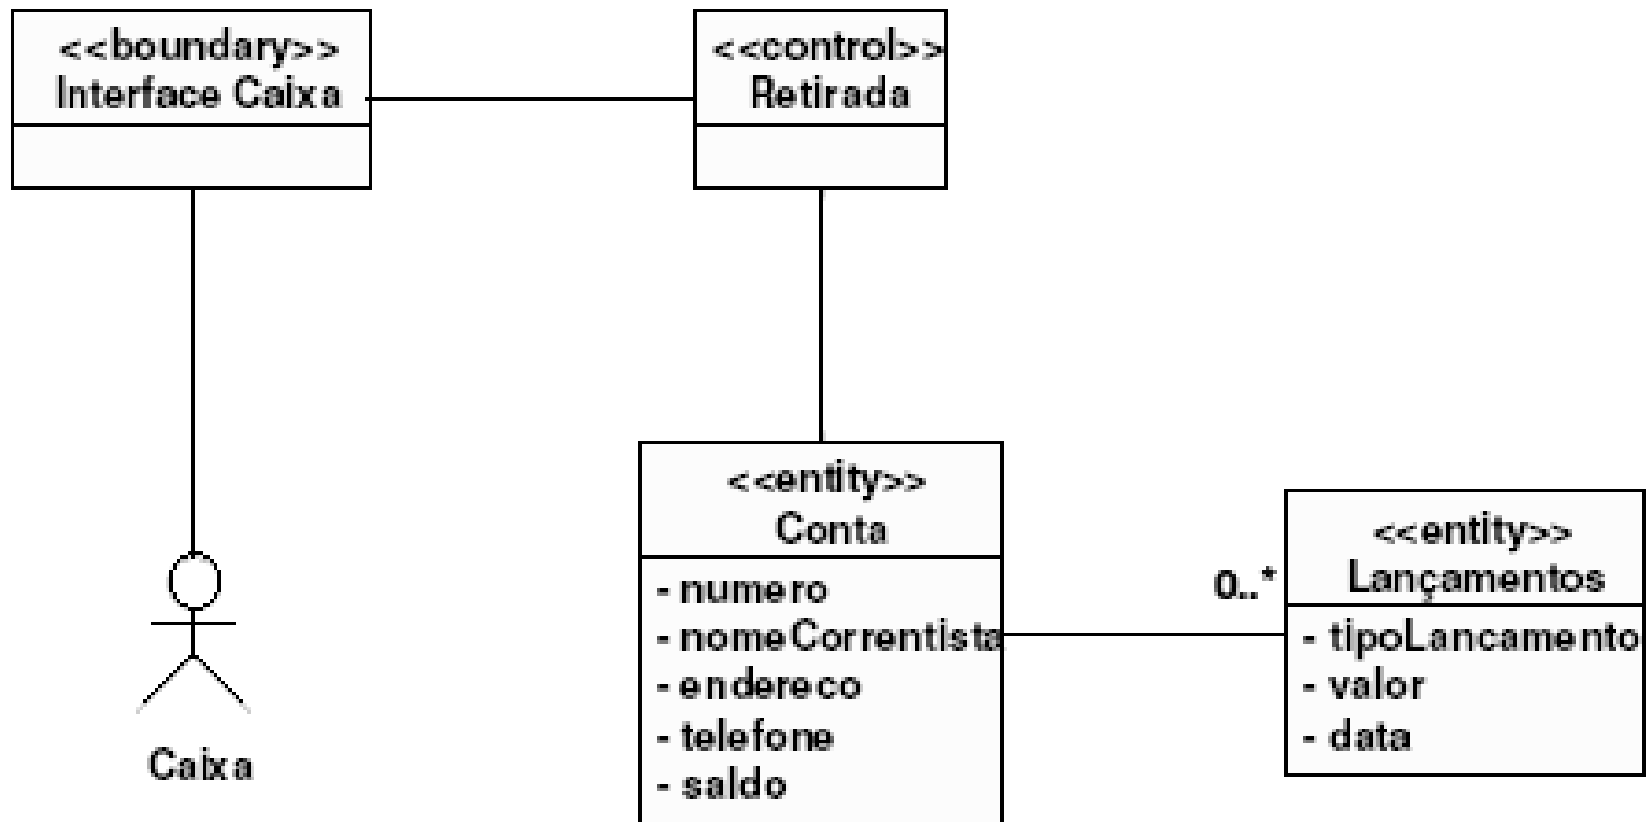 <<boundary>>
Interface Caixa
<<control>>
Retirada
<<entity>>
Conta
- numero
- nomeCorrentista
- endereco
- telefone
- saldo
0..*
<<entity>>
Lançamentos
- tipoLancamento
- valor
- data
Caixa